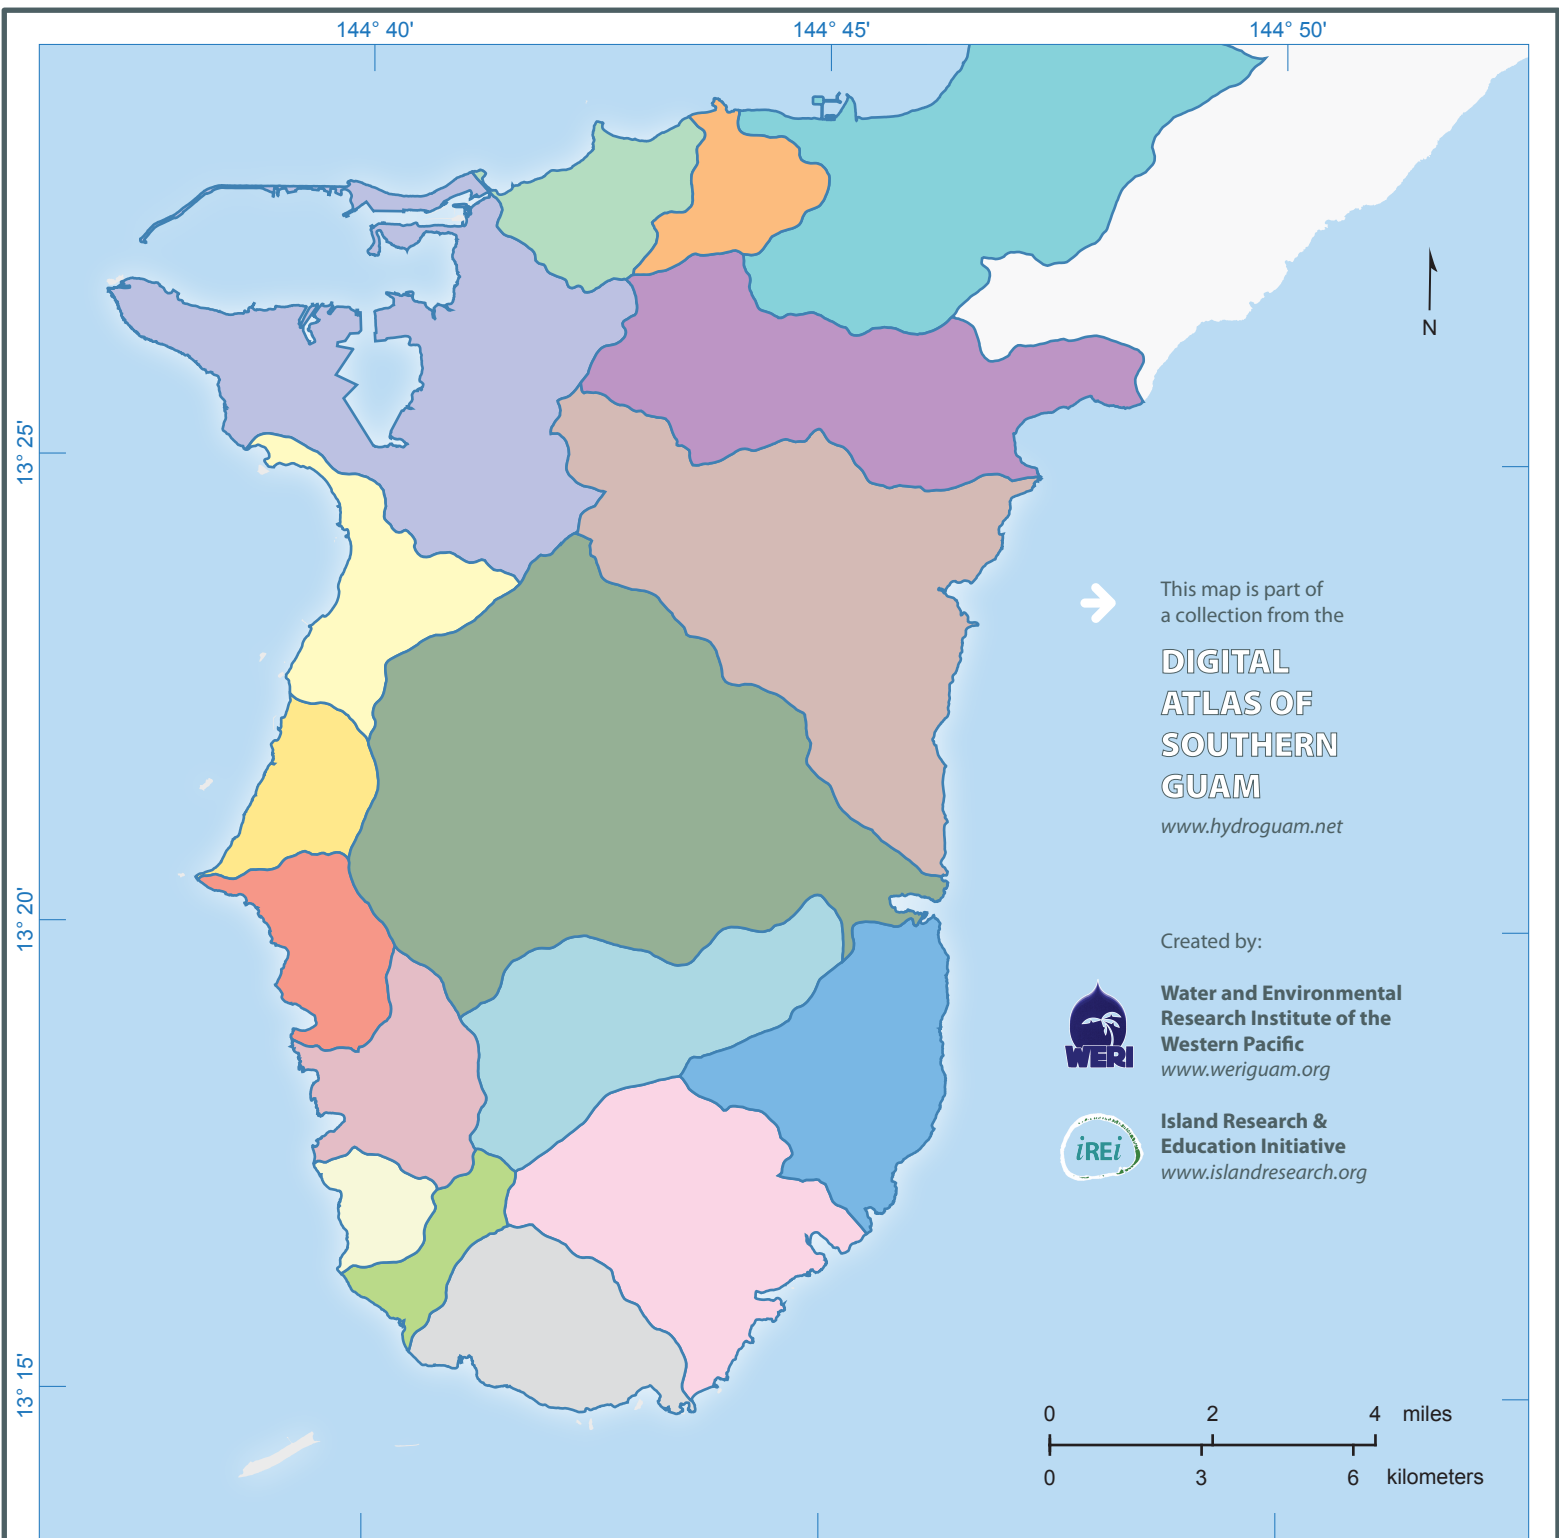 144° 40'
144° 45'
144° 50'
13° 25'
13° 20'
13° 15'
N
This map is part of
a collection from the
DIGITAL
ATLAS OF
SOUTHERN
GUAM
www.hydroguam.net
Created by:
WERI
Water and Environmental
Research Institute of the
Western Pacific
www.weriguam.org
iREi
Island Research &
Education Initiative
www.islandresearch.org
0 2 4 miles
0 3 6 kilometers